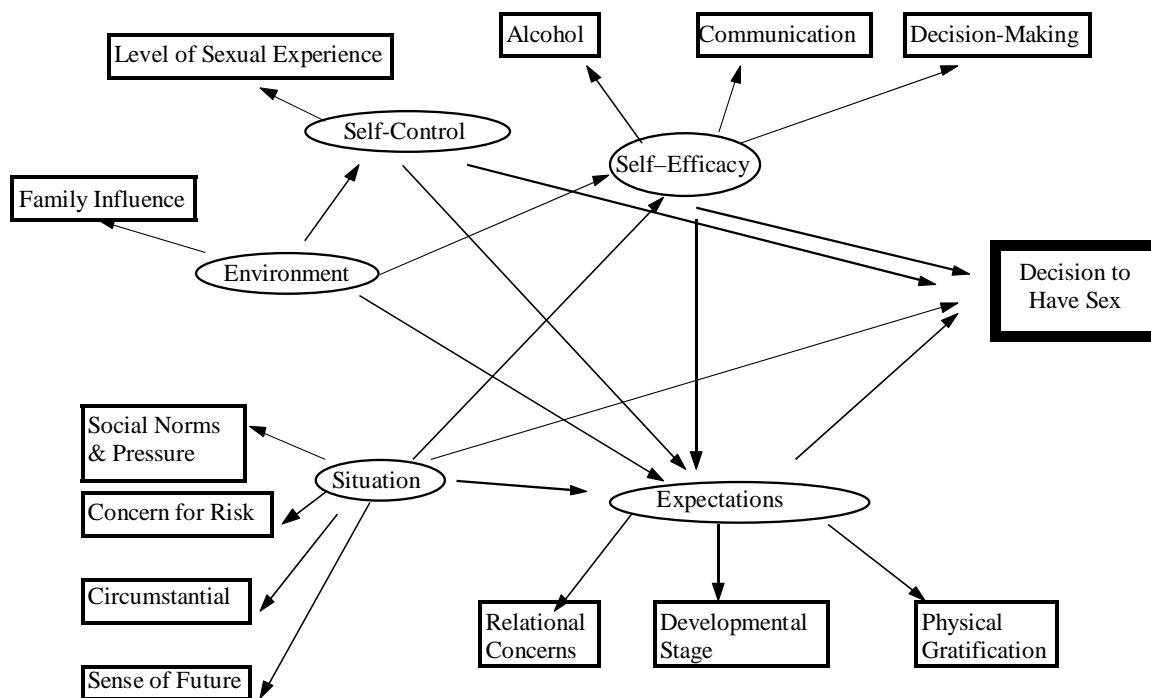 Alcohol
Communication
Decision-Making
Level of Sexual Experience
Self-Control
Self–Efficacy
Family Influence
Environment
Decision to
Have Sex
Social Norms
& Pressure
Situation
Expectations
Concern for Risk
Circumstantial
Relational
Concerns
Developmental
Stage
Physical
Gratification
Sense of Future